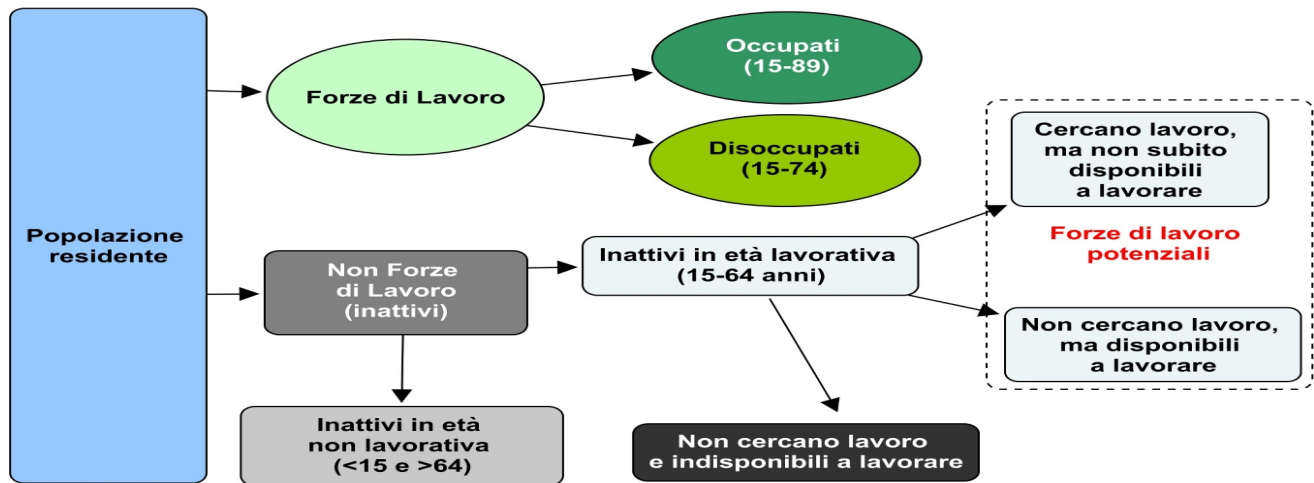 Popolazione
residente
Forze di Lavoro
Occupati
(15-89)
Disoccupati
(15-74)
Non Forze
di Lavoro
(inattivi)
Inattivi in età
non lavorativa
(<15 e >64)
Inattivi in età lavorativa
(15-64 anni)
Non cercano lavoro
e indisponibili a lavorare
Cercano lavoro,
ma non subito
disponibili
a lavorare
Forze di lavoro
potenziali
Non cercano lavoro,
ma disponibili
a lavorare